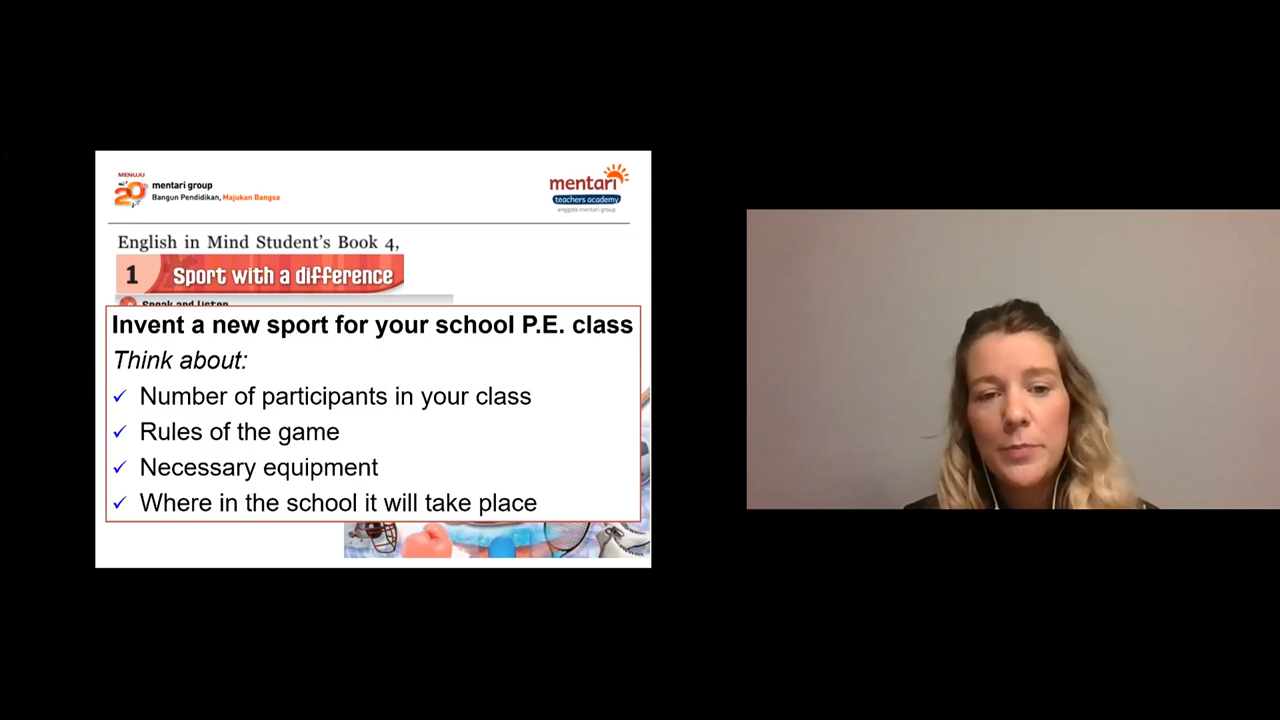 MENUJU
20th
mentari group
Bangun Pendidikan, Majukan Bangsa
mentari
teachers academy
anggota mentari group
English in Mind Student's Book 4,
1 Sport with a difference
Speak and listen
Invent a new sport for your school P.E. class
Think about:
✓ Number of participants in your class
✓ Rules of the game
✓ Necessary equipment
✓ Where in the school it will take place